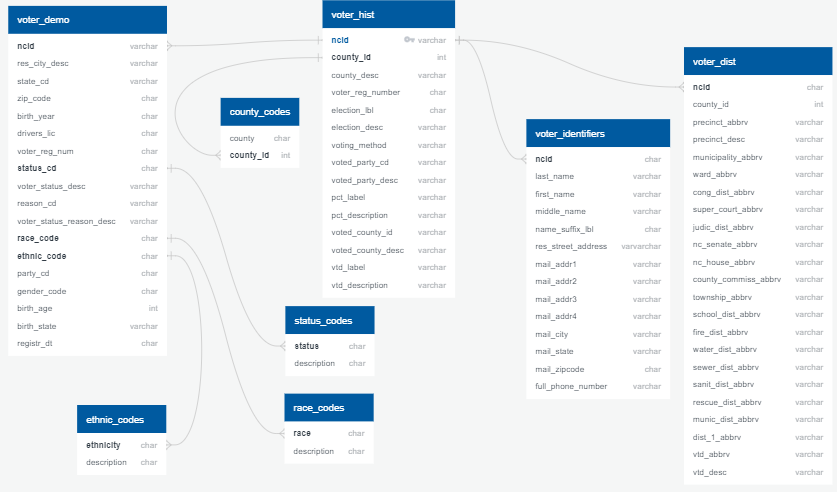 voter_demo
ncid varchar
res_city_desc varchar
state_cd varchar
zip_code char
birth_year char
drivers_lic char
voter_reg_num char
status_cd char
voter_status_desc varchar
reason_cd varchar
voter_status_reason_desc varchar
race_code char
ethnic_code char
party_cd char
gender_code char
birth_age int
birth_state varchar
registr_dt char
voter_hist
ncid varchar
county_id int
county_desc varchar
voter_reg_number char
election_lbl char
election_desc varchar
voting_method varchar
voted_party_cd varchar
voted_party_desc varchar
pct_label varchar
pct_description varchar
voted_county_id varchar
voted_county_desc varchar
vtd_label varchar
vtd_description varchar
county_codes
county char
county_id int
status_codes
status char
description char
race_codes
race char
description char
ethnic_codes
ethnicity char
description char
voter_identifiers
ncid char
last_name varchar
first_name varchar
middle_name varchar
name_suffix_lbl char
res_street_address varvarchar
mail_addr1 varchar
mail_addr2 varchar
mail_addr3 varchar
mail_addr4 varchar
mail_city varchar
mail_state varchar
mail_zipcode char
full_phone_number varchar
voter_dist
ncid char
county_id int
precinct_abbrv varchar
precinct_desc varchar
municipality_abbrv varchar
ward_abbrv varchar
cong_dist_abbrv varchar
super_court_abbrv varchar
judic_dist_abbrv varchar
nc_senate_abbrv varchar
nc_house_abbrv varchar
county_commiss_abbrv varchar
township_abbrv varchar
school_dist_abbrv varchar
fire_dist_abbrv varchar
water_dist_abbrv varchar
sewer_dist_abbrv varchar
sanit_dist_abbrv varchar
rescue_dist_abbrv varchar
munic_dist_abbrv varchar
dist_1_abbrv varchar
vtd_abbrv varchar
vtd_desc varchar